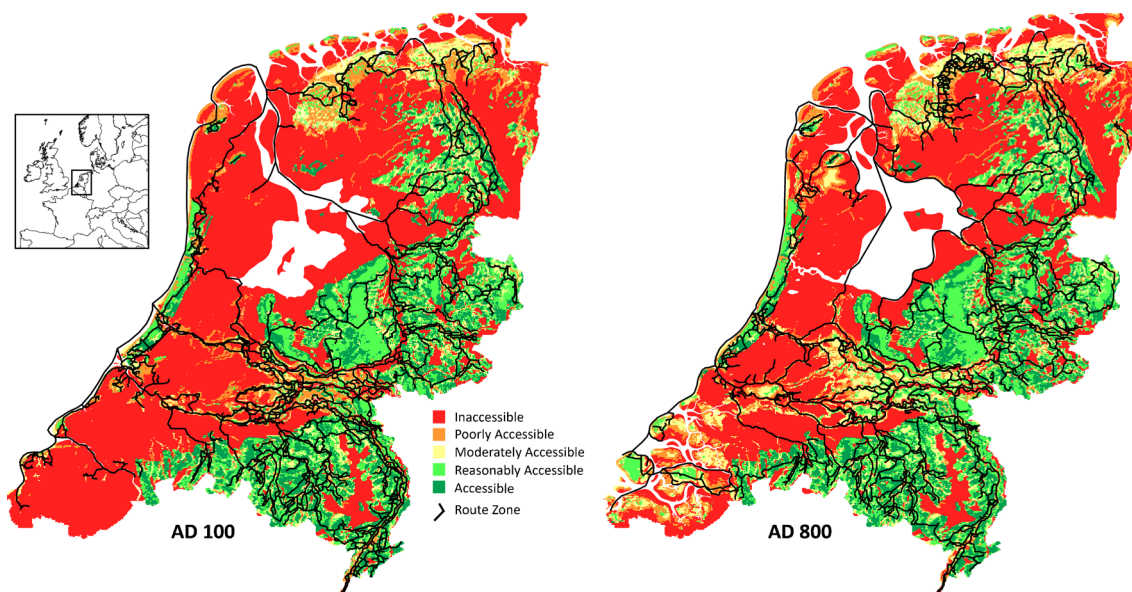 Inaccessible
Poorly Accessible
Moderately Accessible
Reasonably Accessible
Accessible
Route Zone
AD 100
AD 800